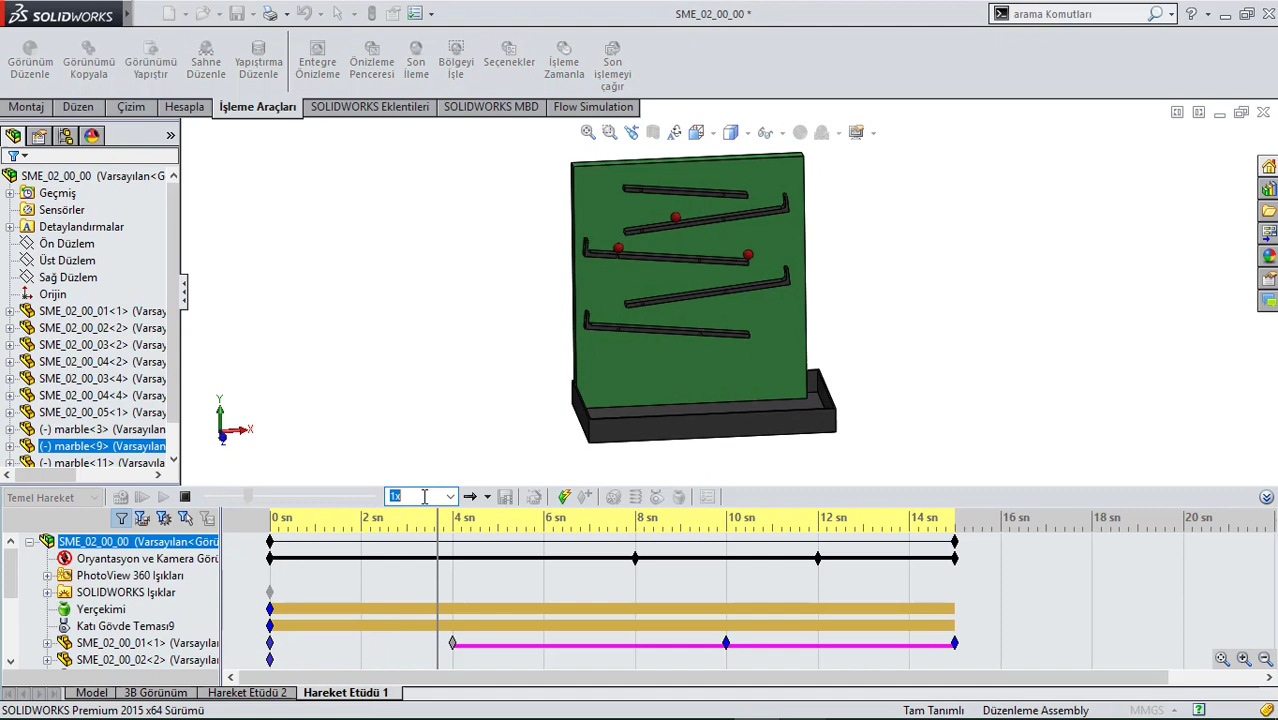 SOLIDWORKS
SME_02_00_00 *
arama Komutları
Görünüm Düzenle
Görünümü Kopyala
Görünümü Yapıştır
Sahne Düzenle
Yapıştırma Düzenle
Entegre Önizleme
Önizleme Penceresi
Son İleme
Bölgeyi İşle
Seçenekler
İşleme Zamanla
Son işlemeyi çağır
Montaj
Düzen
Çizim
Hesapla
İşleme Araçları
SOLIDWORKS Eklentileri
SOLIDWORKS MBD
Flow Simulation
SME_02_00_00 (Varsayılan<G
Geçmiş
Sensörler
Detaylandırmalar
Ön Düzlem
Üst Düzlem
Sağ Düzlem
Orijin
SME_02_00_01<1> (Varsay
SME_02_00_02<2> (Varsay
SME_02_00_03<2> (Varsay
SME_02_00_04<2> (Varsay
SME_02_00_03<4> (Varsay
SME_02_00_04<4> (Varsay
SME_02_00_05<1> (Varsay
(-) marble<3> (Varsayılan
(-) marble<9> (Varsayılan
(-) marble<11> (Varsayılan
Y
X
Z
Temel Hareket
1x
0 sn
2 sn
4 sn
6 sn
8 sn
10 sn
12 sn
14 sn
16 sn
18 sn
20 sn
SME_02_00_00 (Varsayılan<Görü
Oryantasyon ve Kamera Görü
PhotoView 360 Işıkları
SOLIDWORKS Işıklar
Yerçekimi
Katı Gövde Teması9
SME_02_00_01<1> (Varsayılan
SME_02_00_02<2> (Varsayılan
Model
3B Görünüm
Hareket Etüdü 2
Hareket Etüdü 1
SOLIDWORKS Premium 2015 x64 Sürümü
Tam Tanımlı
Düzenleme Assembly
MMGS